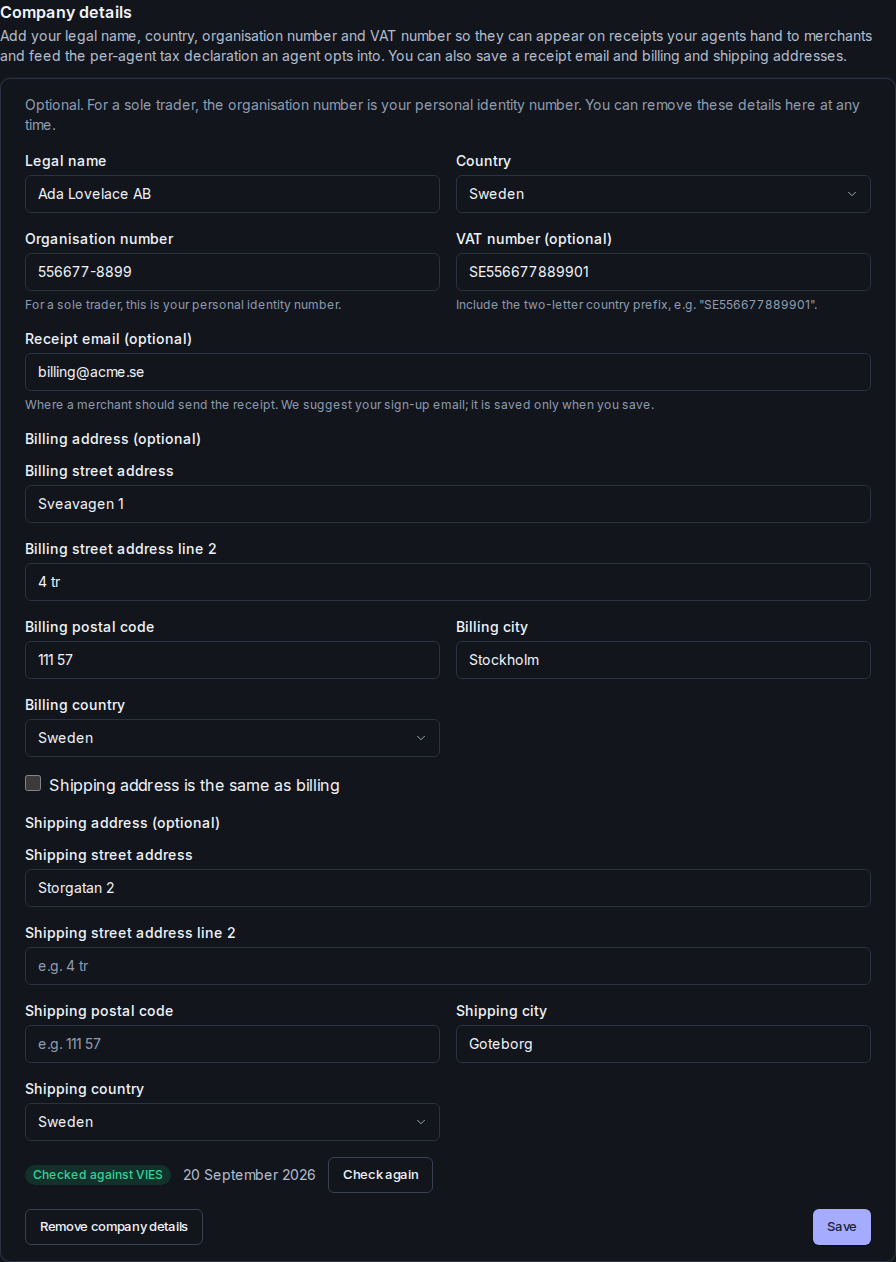 Company details
Add your legal name, country, organisation number and VAT number so they can appear on receipts your agents hand to merchants
and feed the per-agent tax declaration an agent opts into. You can also save a receipt email and billing and shipping addresses.
Optional. For a sole trader, the organisation number is your personal identity number. You can remove these details here at any
time.
Legal name
Country
Ada Lovelace AB
Sweden
Organisation number
VAT number (optional)
556677-8899
SE556677889901
For a sole trader, this is your personal identity number.
Include the two-letter country prefix, e.g. "SE556677889901".
Receipt email (optional)
billing@acme.se
Where a merchant should send the receipt. We suggest your sign-up email; it is saved only when you save.
Billing address (optional)
Billing street address
Sveavagen 1
Billing street address line 2
4 tr
Billing postal code
Billing city
111 57
Stockholm
Billing country
Sweden
Shipping address is the same as billing
Shipping address (optional)
Shipping street address
Storgatan 2
Shipping street address line 2
e.g. 4 tr
Shipping postal code
Shipping city
e.g. 111 57
Goteborg
Shipping country
Sweden
Checked against VIES
20 September 2026
Check again
Remove company details
Save